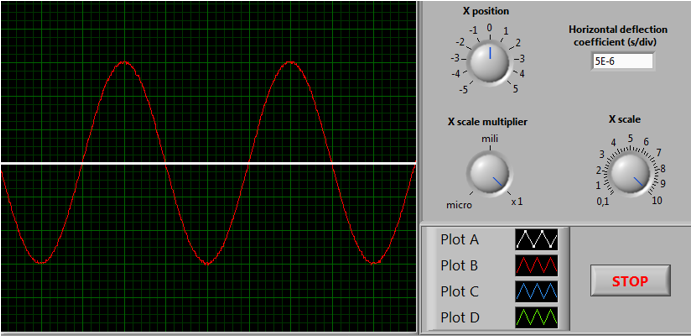 X position
Horizontal deflection
coefficient (s/div)
-5 -4 -3 -2 -1 0 1 2 3 4 5
5E-6
X scale multiplier
X scale
micro mili x 1
0,1 1 2 3 4 5 6 7 8 9 10
Plot A
Plot B
Plot C
Plot D
STOP